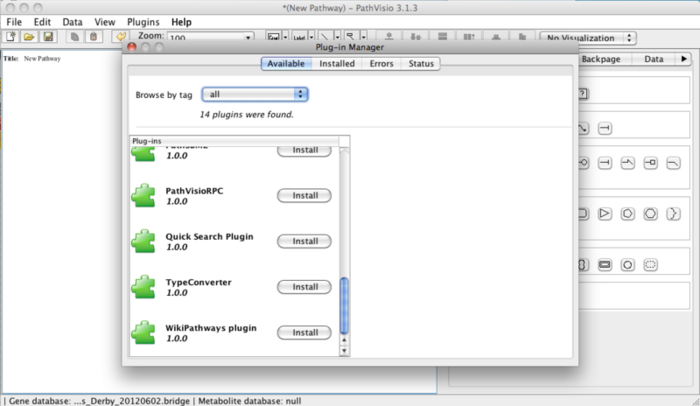 *(New Pathway) - PathVisio 3.1.3
File Edit Data View Plugins Help
Zoom: 100
No Visualization
Plug-in Manager
Title: New Pathway
Backpage Data
Available Installed Errors Status
Browse by tag all
14 plugins were found.
Plug-ins
1.0.0 Install
PathVisioRPC
1.0.0 Install
Quick Search Plugin
1.0.0 Install
TypeConverter
1.0.0 Install
WikiPathways plugin
1.0.0 Install
| Gene database: ...s_Derby_20120602.bridge | Metabolite database: null